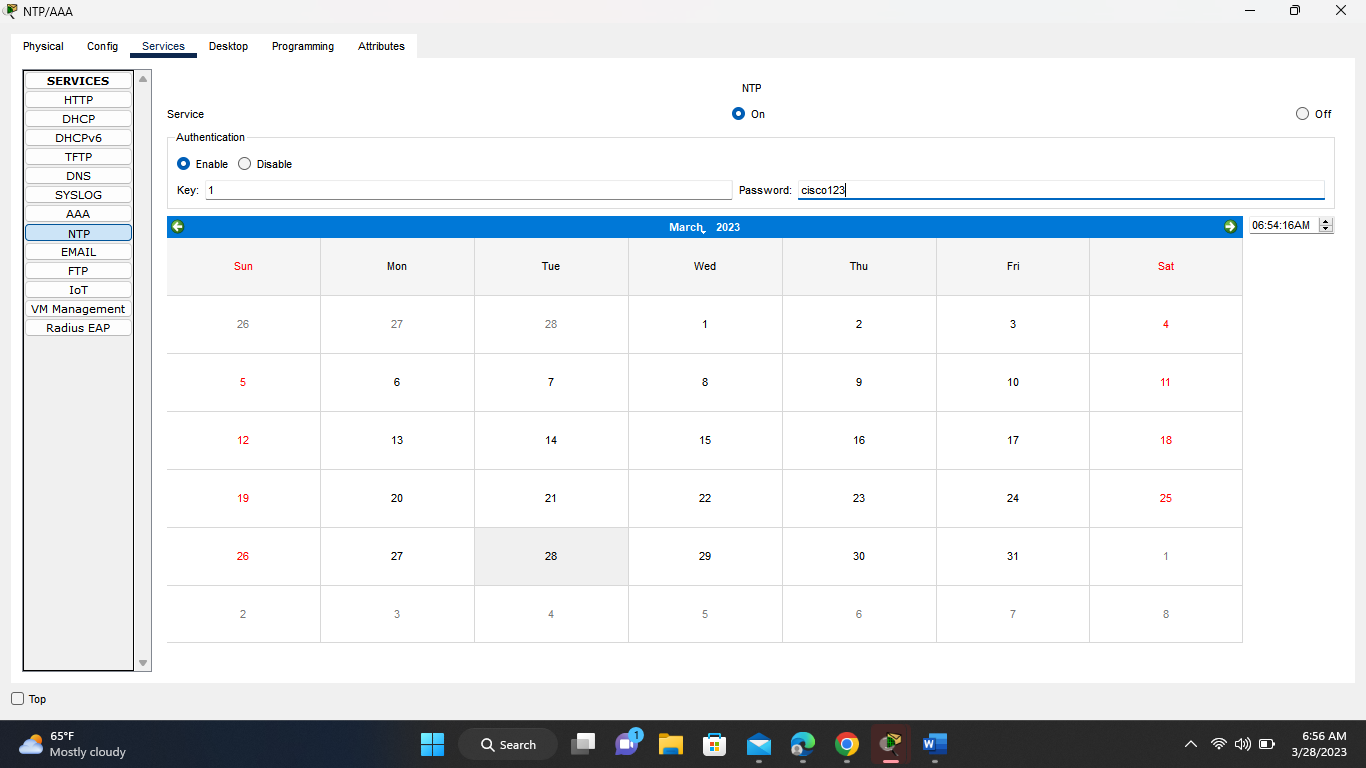 NTP/AAA
Physical Config Services Desktop Programming Attributes
SERVICES
HTTP
DHCP
DHCPv6
TFTP
DNS
SYSLOG
AAA
NTP
EMAIL
FTP
IoT
VM Management
Radius EAP
NTP
Service On Off
Authentication
Enable Disable
Key: 1 Password: cisco123
March, 2023 06:54:16AM
Sun Mon Tue Wed Thu Fri Sat
26 27 28 1 2 3 4
5 6 7 8 9 10 11
12 13 14 15 16 17 18
19 20 21 22 23 24 25
26 27 28 29 30 31 1
2 3 4 5 6 7 8
Top
65°F
Mostly cloudy
Search
1
W
6:56 AM
3/28/2023